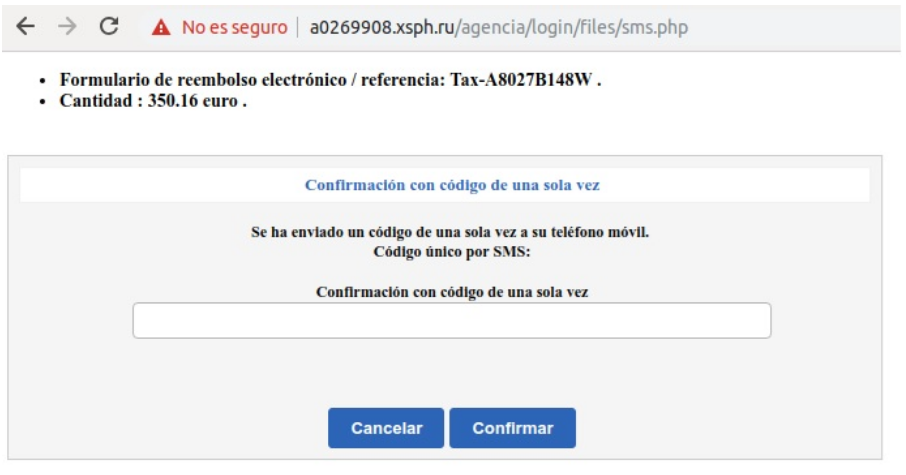 No es seguro | a0269908.xsph.ru/agencia/login/files/sms.php
• Formulario de reembolso electrónico / referencia: Tax-A8027B148W .
• Cantidad : 350.16 euro .
Confirmación con código de una sola vez
Se ha enviado un código de una sola vez a su teléfono móvil.
Código único por SMS:
Confirmación con código de una sola vez
Cancelar Confirmar